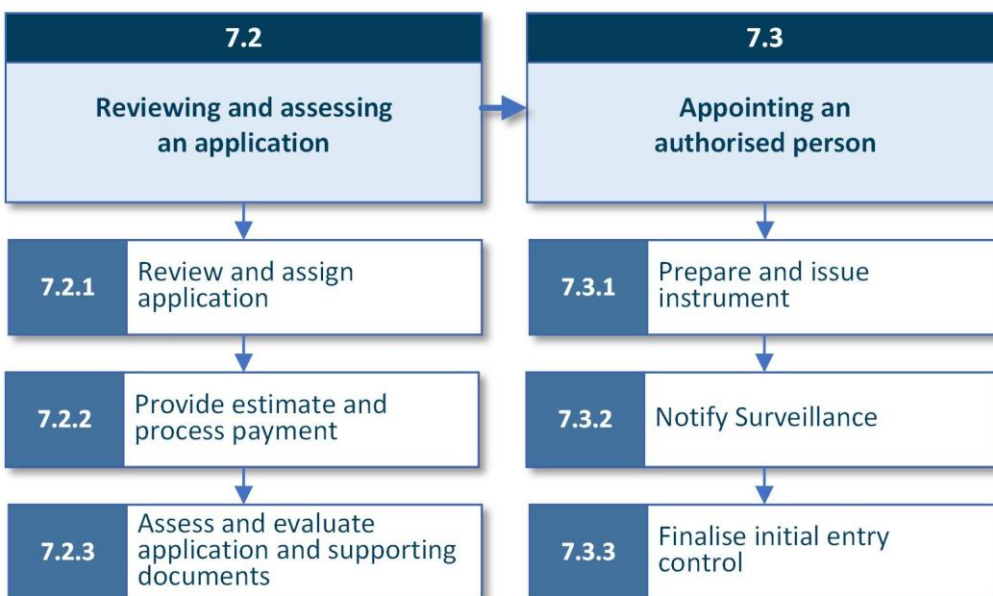 7.2
Reviewing and assessing
an application
7.2.1
Review and assign
application
7.2.2
Provide estimate and
process payment
7.2.3
Assess and evaluate
application and supporting
documents
7.3
Appointing an
authorised person
7.3.1
Prepare and issue
instrument
7.3.2
Notify Surveillance
7.3.3
Finalise initial entry
control